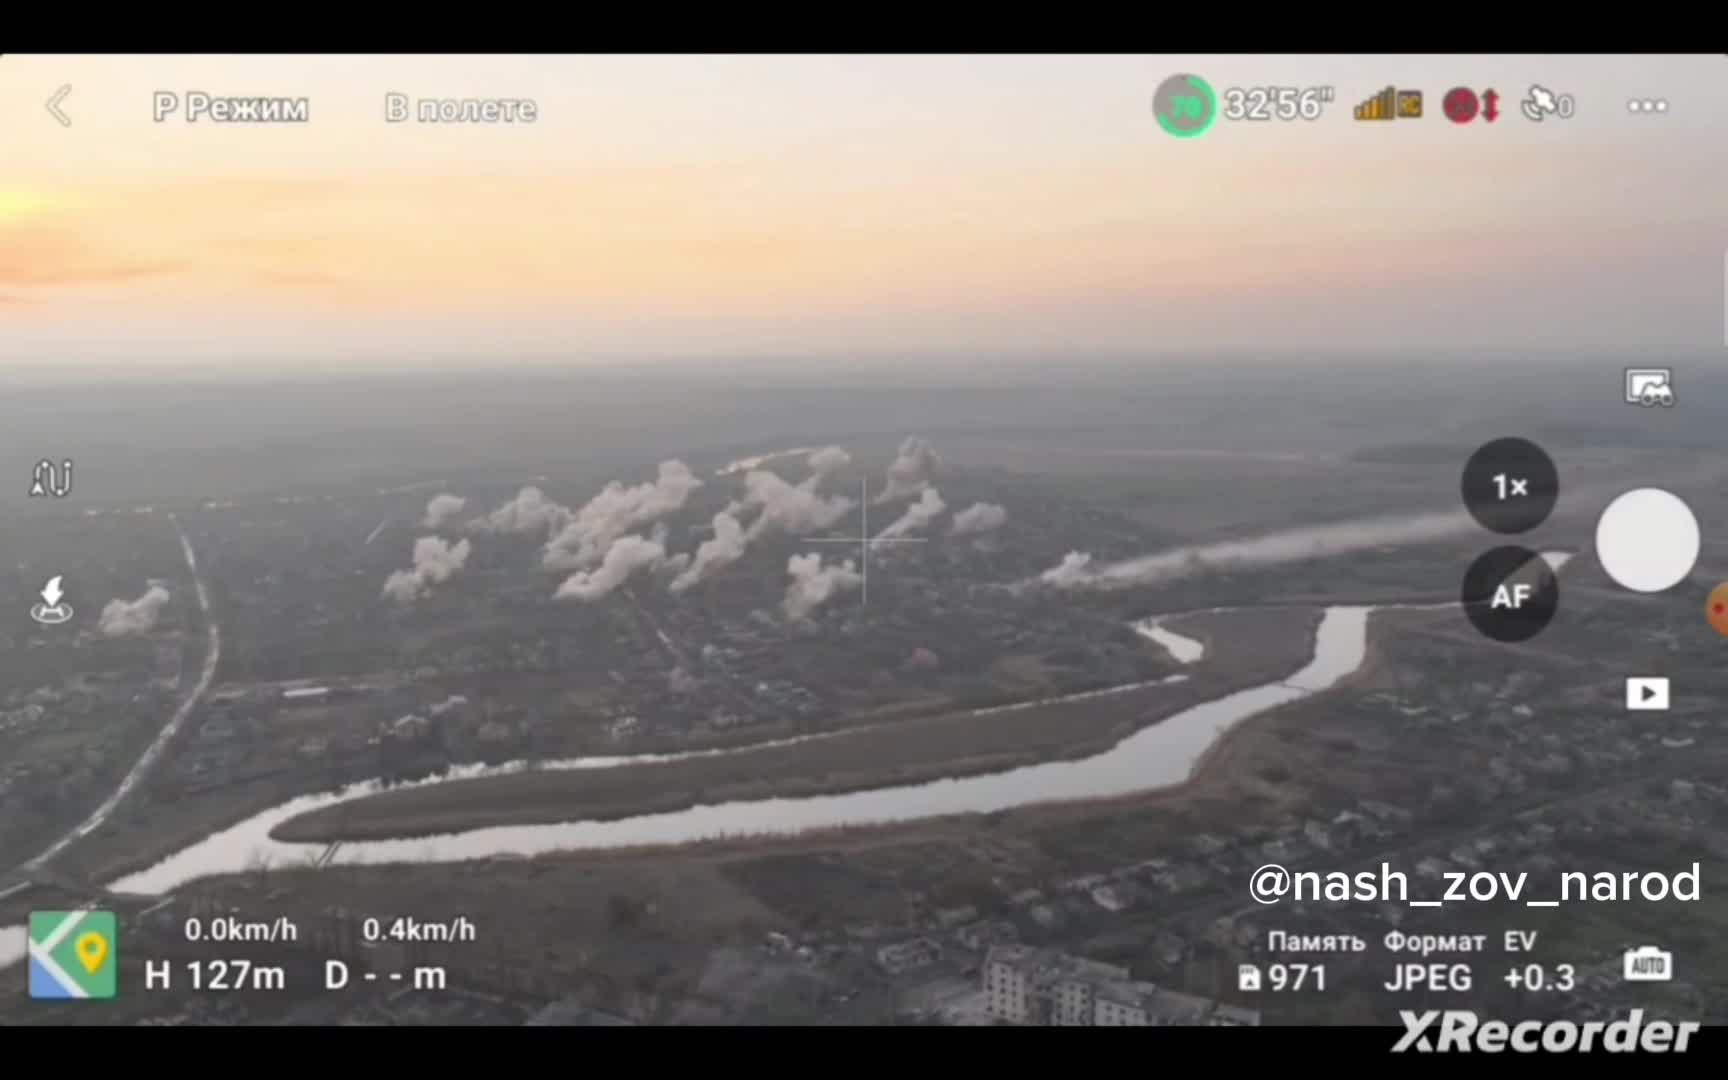 P Режим В полете 70 32'56" RC 0
1×
AF
@nash_zov_narod
0.0km/h 0.4km/h
H 127m D - - m
Память Формат EV
971 JPEG +0.3
AUTO
XRecorder